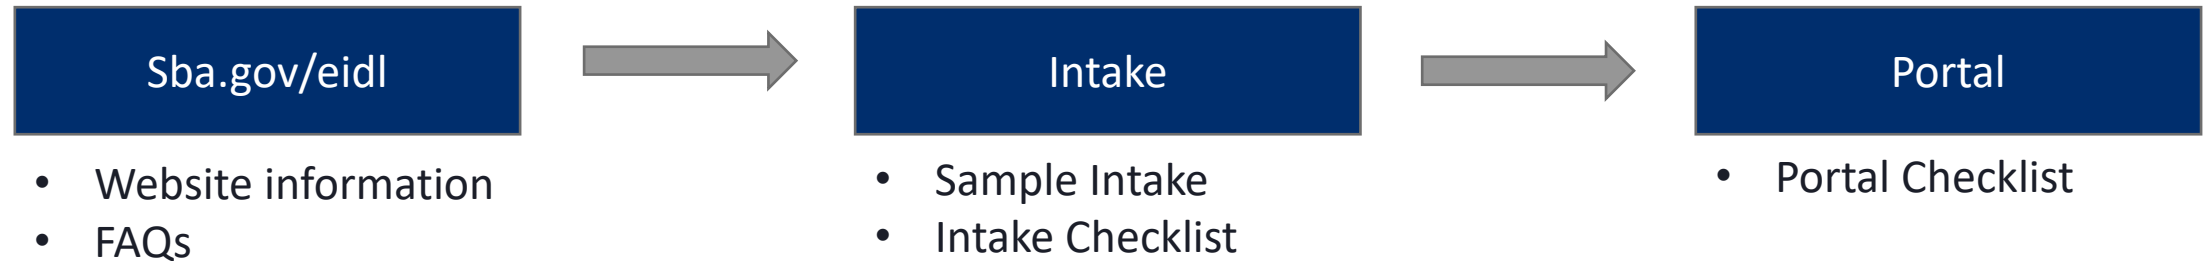 Sba.gov/eidl
• Website information
• FAQs
Intake
• Sample Intake
• Intake Checklist
Portal
• Portal Checklist